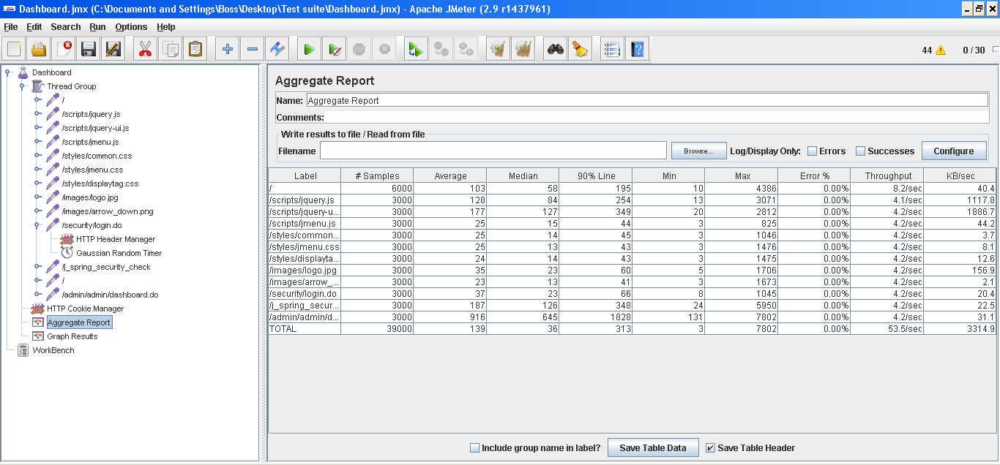 Dashboard.jmx (C:\Documents and Settings\Boss\Desktop\Test suite\Dashboard.jmx) - Apache JMeter (2.9 r1437961)
File Edit Search Run Options Help
44 0 / 30
Dashboard
Thread Group
/
/scripts/jquery.js
/scripts/jquery-ui.js
/scripts/jmenu.js
/styles/common.css
/styles/jmenu.css
/styles/displaytag.css
/images/logo.jpg
/images/arrow_down.png
/security/login.do
HTTP Header Manager
Gaussian Random Timer
/j_spring_security_check
/
/admin/admin/dashboard.do
HTTP Cookie Manager
Aggregate Report
Graph Results
WorkBench
Aggregate Report
Name: Aggregate Report
Comments:
Write results to file / Read from file
Filename Browse... Log/Display Only: Errors Successes Configure
Label # Samples Average Median 90% Line Min Max Error % Throughput KB/sec
/ 6000 103 58 195 10 4386 0.00% 8.2/sec 40.4
/scripts/jquery.js 3000 128 84 254 13 3071 0.00% 4.1/sec 1117.8
/scripts/jquery-u... 3000 177 127 349 20 2812 0.00% 4.2/sec 1886.7
/scripts/jmenu.js 3000 25 15 44 3 825 0.00% 4.2/sec 44.2
/styles/common... 3000 25 14 45 3 1046 0.00% 4.2/sec 3.7
/styles/jmenu.css 3000 25 13 43 3 1476 0.00% 4.2/sec 8.1
/styles/displayta... 3000 24 14 43 3 1475 0.00% 4.2/sec 12.6
/images/logo.jpg 3000 35 23 60 5 1706 0.00% 4.2/sec 156.9
/images/arrow_... 3000 23 13 41 3 1673 0.00% 4.2/sec 2.1
/security/login.do 3000 37 23 66 8 1045 0.00% 4.2/sec 20.4
/j_spring_secur... 3000 187 126 348 24 5950 0.00% 4.2/sec 22.5
/admin/admin/d... 3000 916 645 1828 131 7802 0.00% 4.2/sec 31.1
TOTAL 39000 139 36 313 3 7802 0.00% 53.5/sec 3314.9
Include group name in label? Save Table Data Save Table Header